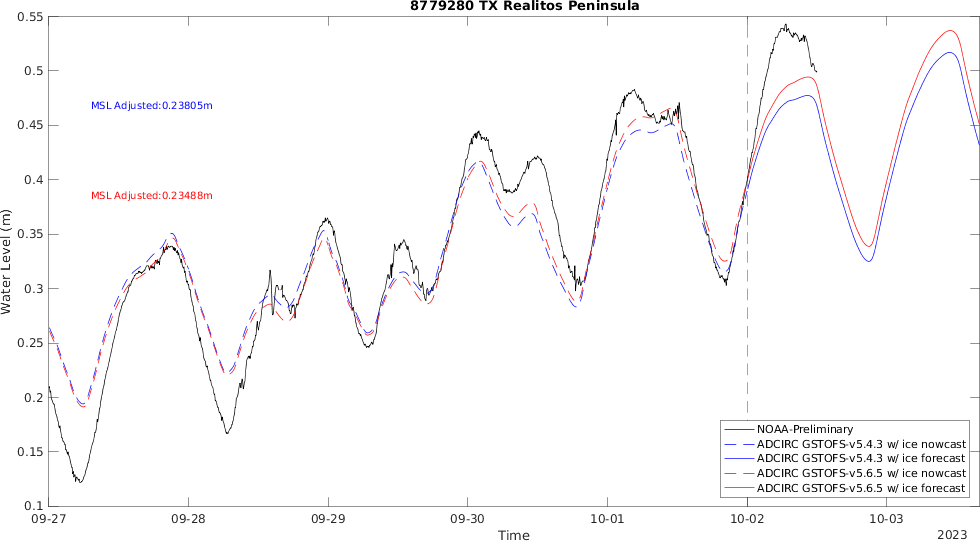 8779280 TX Realitos Peninsula
0.55
0.5
0.45
0.4
0.35
0.3
0.25
0.2
0.15
0.1
Water Level (m)
MSL Adjusted:0.23805m
MSL Adjusted:0.23488m
NOAA-Preliminary
ADCIRC GSTOFS-v5.4.3 w/ ice nowcast
ADCIRC GSTOFS-v5.4.3 w/ ice forecast
ADCIRC GSTOFS-v5.6.5 w/ ice nowcast
ADCIRC GSTOFS-v5.6.5 w/ ice forecast
09-27 09-28 09-29 09-30 10-01 10-02 10-03
Time
2023